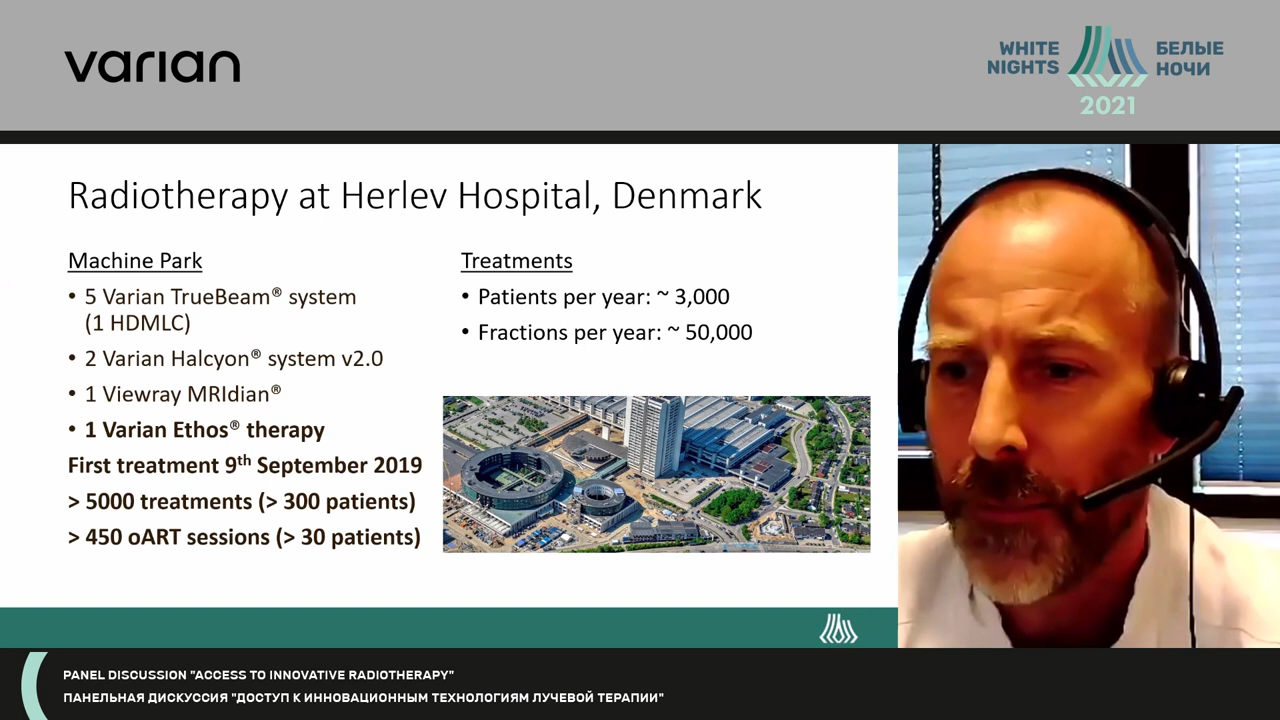 varian
WHITE
NIGHTS
БЕЛЫЕ
НОЧИ
2021
Radiotherapy at Herlev Hospital, Denmark
Machine Park
• 5 Varian TrueBeam® system
(1 HDMLC)
• 2 Varian Halcyon® system v2.0
• 1 Viewray MRIdian®
• 1 Varian Ethos® therapy
First treatment 9th September 2019
> 5000 treatments (> 300 patients)
> 450 oART sessions (> 30 patients)
Treatments
• Patients per year: ~ 3,000
• Fractions per year: ~ 50,000
PANEL DISCUSSION "ACCESS TO INNOVATIVE RADIOTHERAPY"
ПАНЕЛЬНАЯ ДИСКУССИЯ "ДОСТУП К ИННОВАЦИОННЫМ ТЕХНОЛОГИЯМ ЛУЧЕВОЙ ТЕРАПИИ"